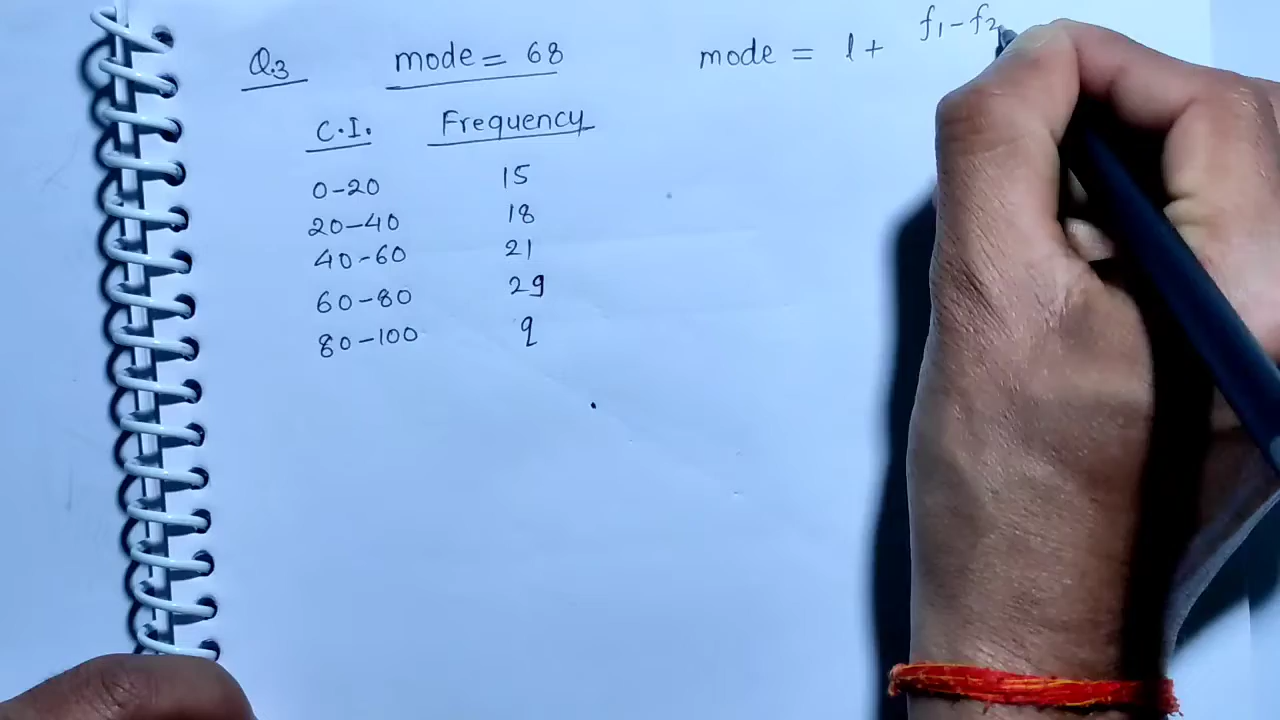 Q.3 mode = 68
C.I. Frequency
0-20 15
20-40 18
40-60 21
60-80 29
80-100 q
mode = l + f₁-f₂